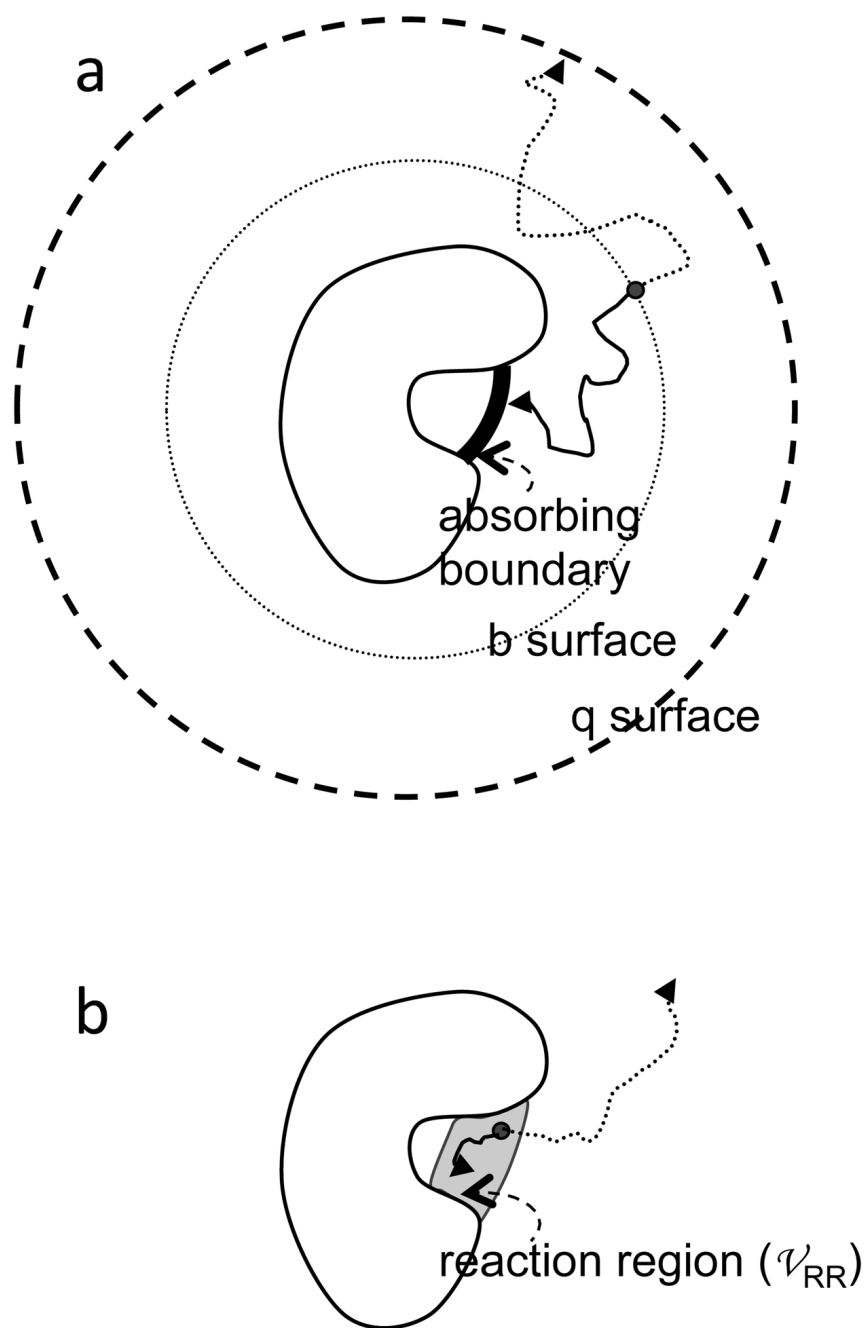 a
absorbing
boundary
b surface
q surface
b
reaction region (𝒱RR)